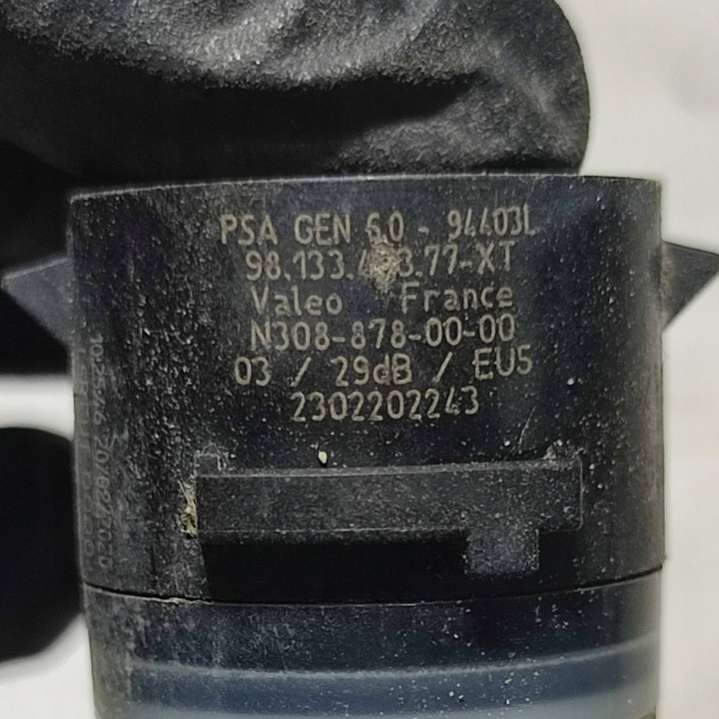 PSA GEN 6.0 - 94403L
Valeo France
N308-878-00-00
03 / 29dB / EU5
2302202243